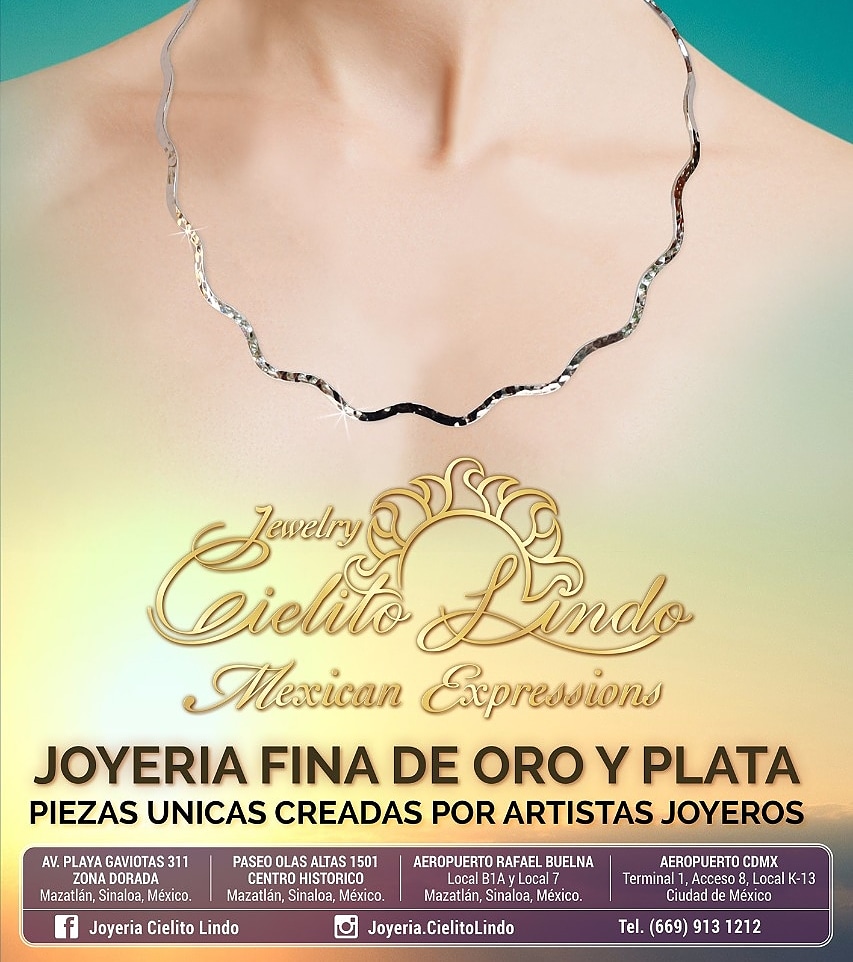 Jewelry
Cielito Lindo
Mexican Expressions
JOYERIA FINA DE ORO Y PLATA
PIEZAS UNICAS CREADAS POR ARTISTAS JOYEROS
AV. PLAYA GAVIOTAS 311
ZONA DORADA
Mazatlán, Sinaloa, México.
PASEO OLAS ALTAS 1501
CENTRO HISTORICO
Mazatlán, Sinaloa, México.
AEROPUERTO RAFAEL BUELNA
Local B1A y Local 7
Mazatlán, Sinaloa, México.
AEROPUERTO CDMX
Terminal 1, Acceso 8, Local K-13
Ciudad de México
Joyeria Cielito Lindo
Joyeria.CielitoLindo
Tel. (669) 913 1212